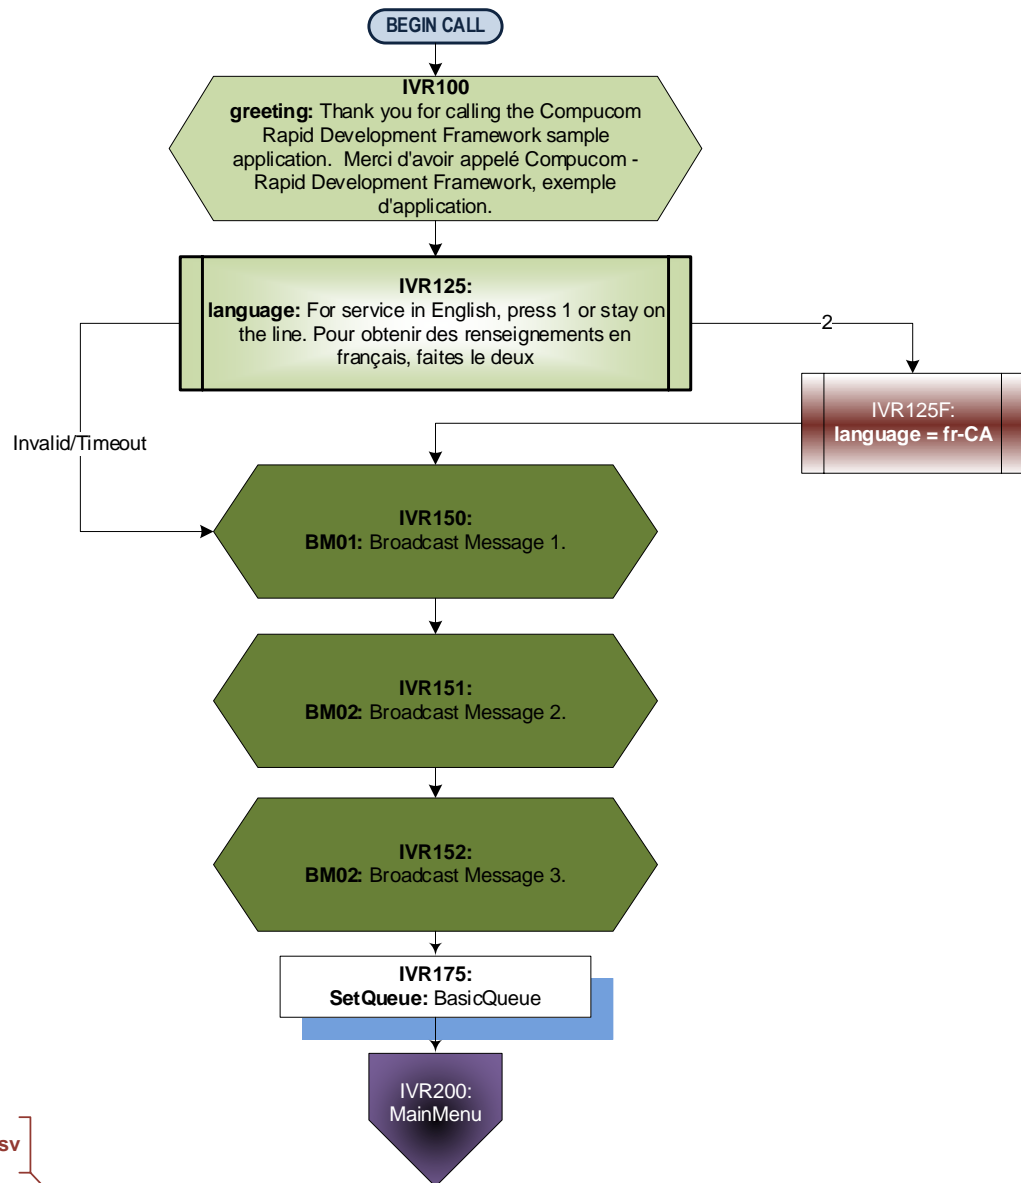 BEGIN CALL
IVR100
greeting: Thank you for calling the Compucom
Rapid Development Framework sample
application.  Merci d'avoir appelé Compucom -
Rapid Development Framework, exemple
d'application.
IVR125:
language: For service in English, press 1 or stay on
the line. Pour obtenir des renseignements en
français, faites le deux
2
IVR125F:
language = fr-CA
Invalid/Timeout
IVR150:
BM01: Broadcast Message 1.
IVR151:
BM02: Broadcast Message 2.
IVR152:
BM02: Broadcast Message 3.
IVR175:
SetQueue: BasicQueue
IVR200:
MainMenu
sv